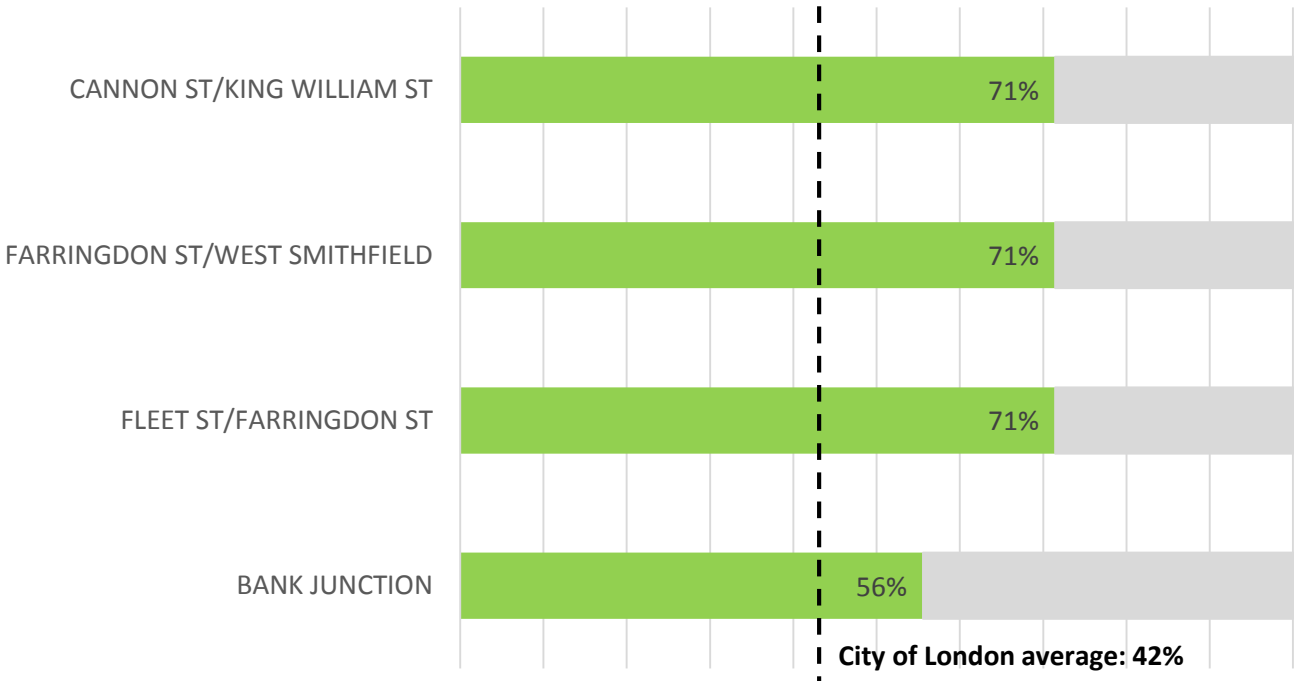 CANNON ST/KING WILLIAM ST
71%
FARRINGDON ST/WEST SMITHFIELD
71%
FLEET ST/FARRINGDON ST
71%
BANK JUNCTION
56%
City of London average: 42%